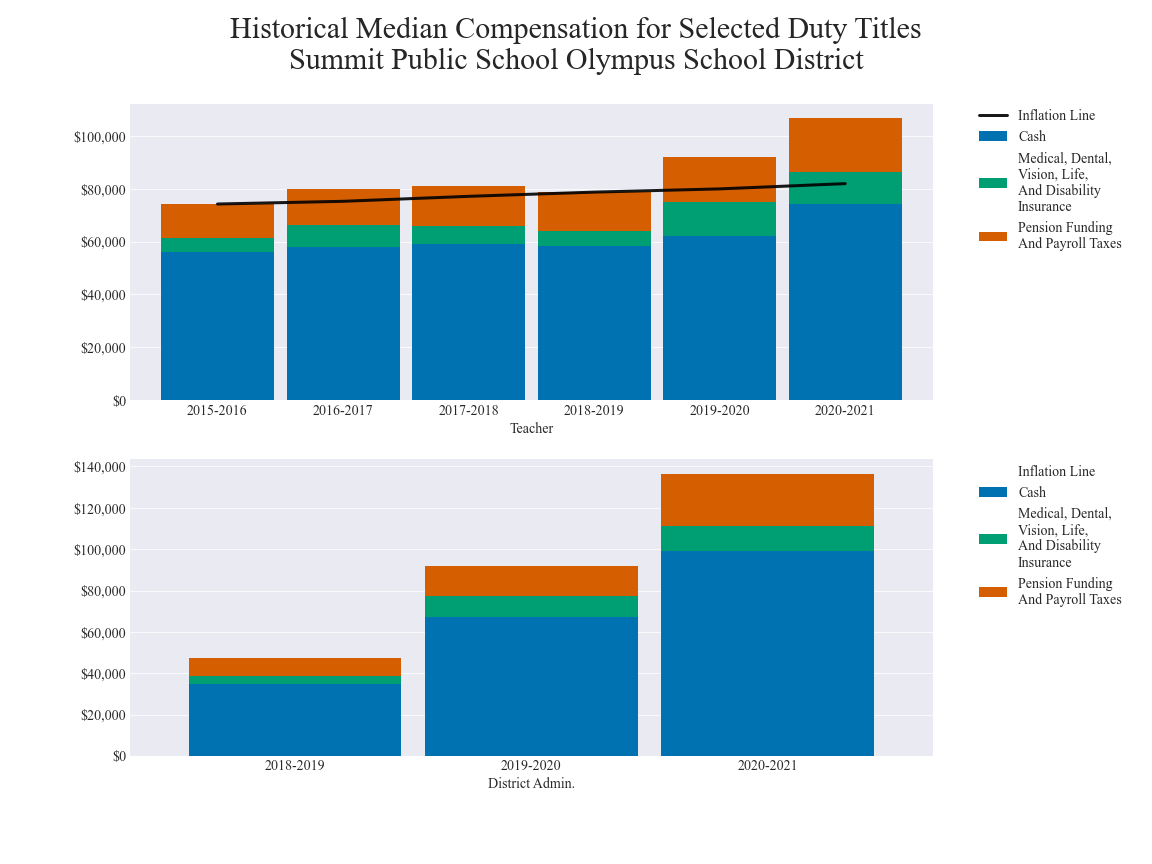 Historical Median Compensation for Selected Duty Titles
Summit Public School Olympus School District
$100,000
$80,000
$60,000
$40,000
$20,000
$0
2015-2016
2016-2017
2017-2018
2018-2019
2019-2020
2020-2021
Teacher
Inflation Line
Cash
Medical, Dental,
Vision, Life,
And Disability
Insurance
Pension Funding
And Payroll Taxes
$140,000
$120,000
$100,000
$80,000
$60,000
$40,000
$20,000
$0
2018-2019
2019-2020
2020-2021
District Admin.
Inflation Line
Cash
Medical, Dental,
Vision, Life,
And Disability
Insurance
Pension Funding
And Payroll Taxes